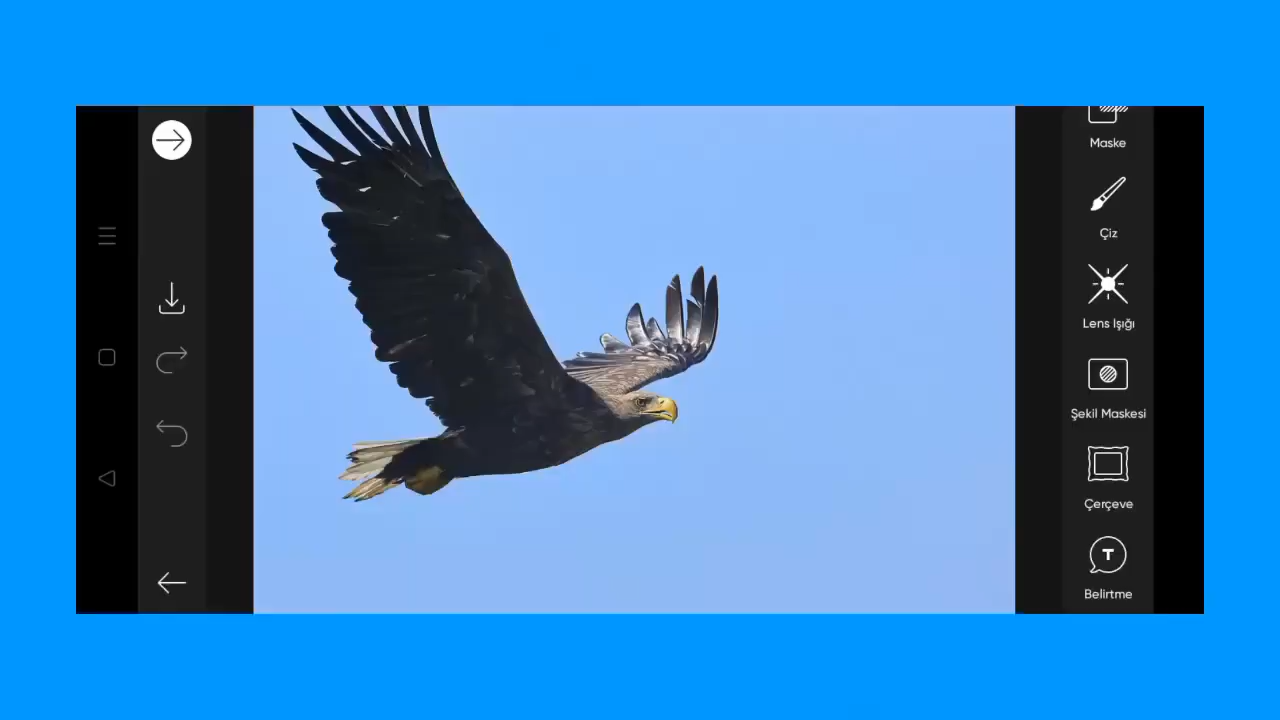 Maske
Çiz
Lens Işığı
Şekil Maskesi
Çerçeve
T
Belirtme